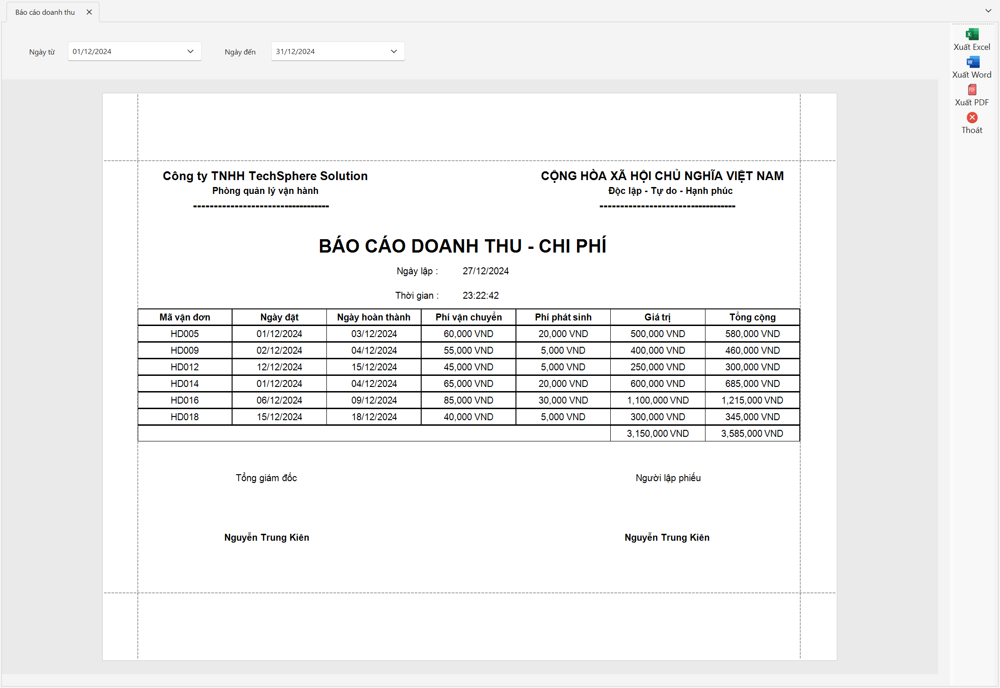 Báo cáo doanh thu
Ngày từ 01/12/2024 Ngày đến 31/12/2024
Xuất Excel
Xuất Word
Xuất PDF
Thoát
Công ty TNHH TechSphere Solution
Phòng quản lý vận hành
---------------------------------
CỘNG HÒA XÃ HỘI CHỦ NGHĨA VIỆT NAM
Độc lập - Tự do - Hạnh phúc
---------------------------------
BÁO CÁO DOANH THU - CHI PHÍ
Ngày lập : 27/12/2024
Thời gian : 23:22:42
Mã vận đơn Ngày đặt Ngày hoàn thành Phí vận chuyển Phí phát sinh Giá trị Tổng cộng
HD005 01/12/2024 03/12/2024 60,000 VND 20,000 VND 500,000 VND 580,000 VND
HD009 02/12/2024 04/12/2024 55,000 VND 5,000 VND 400,000 VND 460,000 VND
HD012 12/12/2024 15/12/2024 45,000 VND 5,000 VND 250,000 VND 300,000 VND
HD014 01/12/2024 04/12/2024 65,000 VND 20,000 VND 600,000 VND 685,000 VND
HD016 06/12/2024 09/12/2024 85,000 VND 30,000 VND 1,100,000 VND 1,215,000 VND
HD018 15/12/2024 18/12/2024 40,000 VND 5,000 VND 300,000 VND 345,000 VND
3,150,000 VND 3,585,000 VND
Tổng giám đốc Người lập phiếu
Nguyễn Trung Kiên Nguyễn Trung Kiên